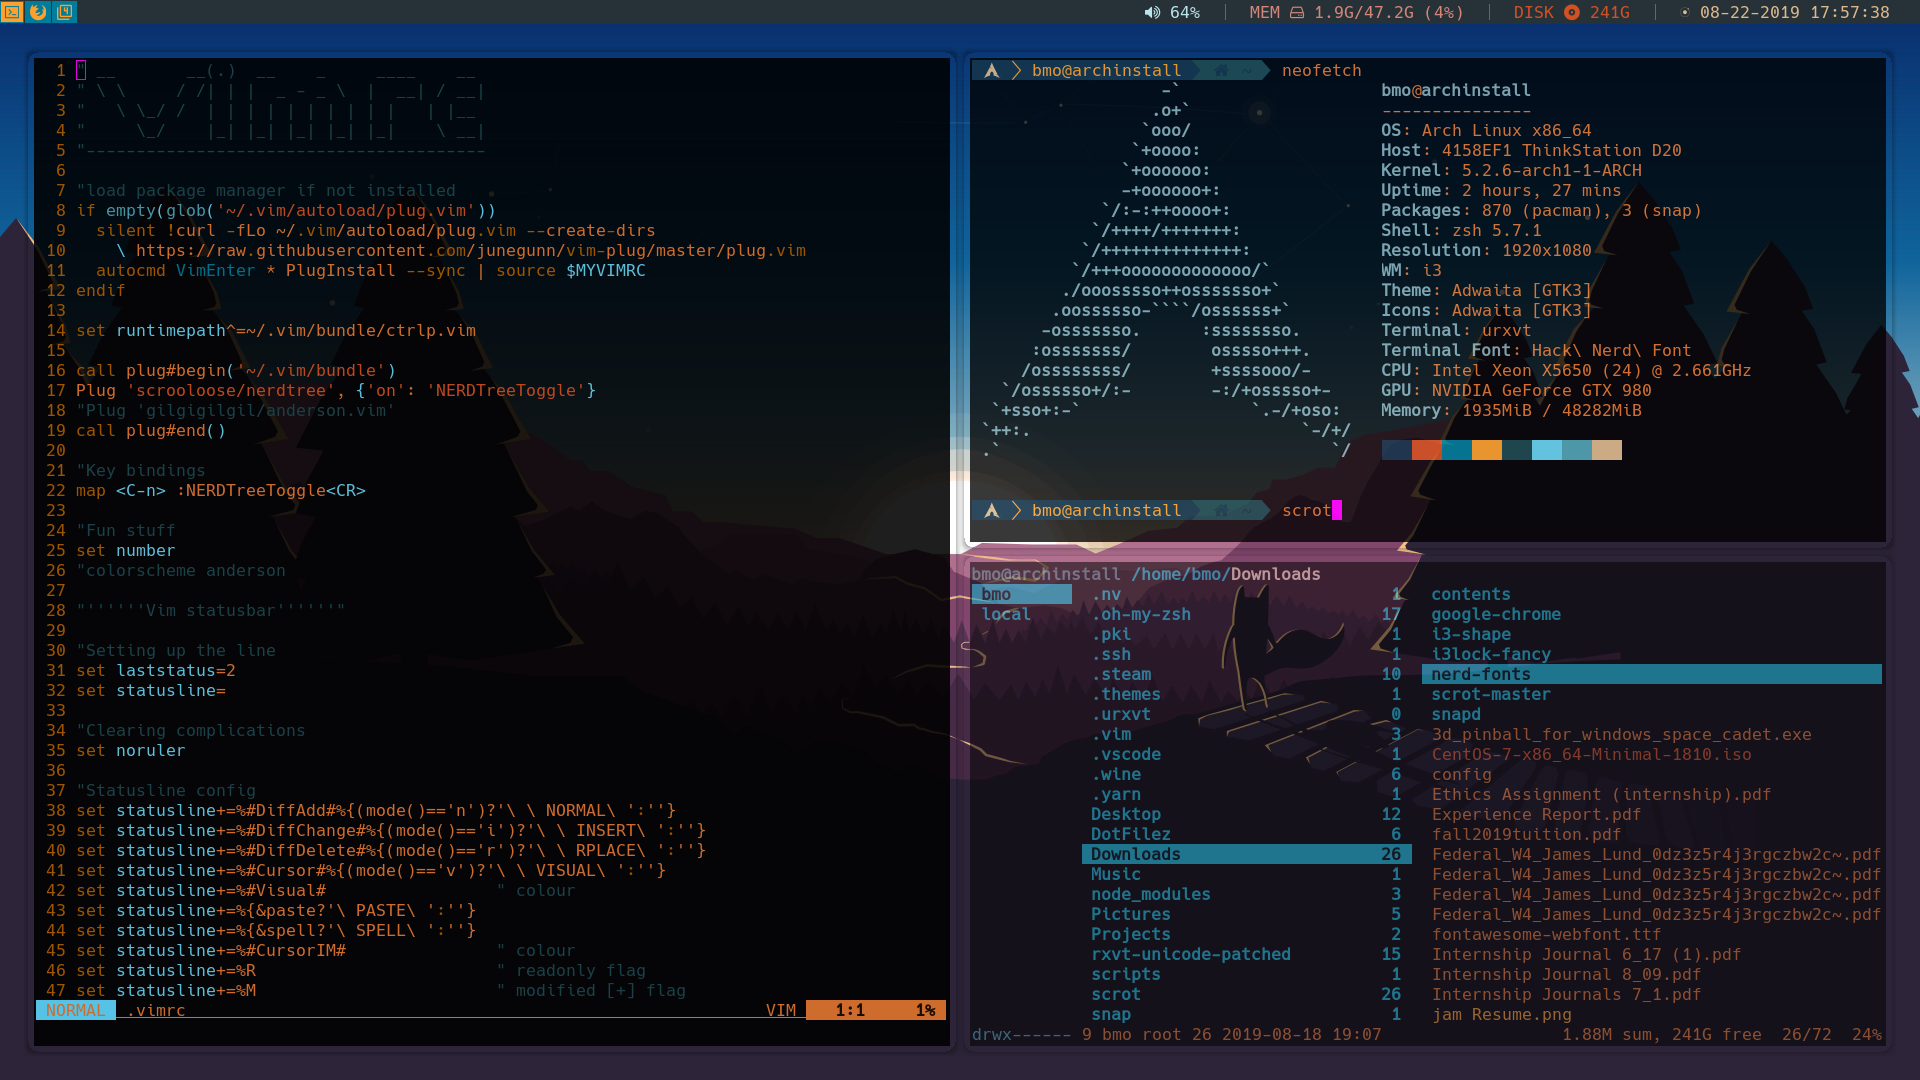 64% | MEM 1.9G/47.2G (4%) | DISK 241G | 08-22-2019 17:57:38
1 " __       __(.)  __    _     ____    __
2 " \ \     / /| | |  _ - _ \  |  __| / __|
3 "   \ \_/ /  | | | | | | | | |   | |__
4 "     \_/    |_| |_| |_| |_| |_|    \ __|
5 "----------------------------------------
6
7 "load package manager if not installed
8 if empty(glob('~/.vim/autoload/plug.vim'))
9   silent !curl -fLo ~/.vim/autoload/plug.vim --create-dirs
10     \ https://raw.githubusercontent.com/junegunn/vim-plug/master/plug.vim
11   autocmd VimEnter * PlugInstall --sync | source $MYVIMRC
12 endif
13
14 set runtimepath^=~/.vim/bundle/ctrlp.vim
15
16 call plug#begin('~/.vim/bundle')
17 Plug 'scrooloose/nerdtree', {'on': 'NERDTreeToggle'}
18 "Plug 'gilgigilgil/anderson.vim'
19 call plug#end()
20
21 "Key bindings
22 map <C-n> :NERDTreeToggle<CR>
23
24 "Fun stuff
25 set number
26 "colorscheme anderson
27
28 "''''''Vim statusbar''''''"
29
30 "Setting up the line
31 set laststatus=2
32 set statusline=
33
34 "Clearing complications
35 set noruler
36
37 "Statusline config
38 set statusline+=%#DiffAdd#%{(mode()=='n')?'\ \ NORMAL\ ':''}
39 set statusline+=%#DiffChange#%{(mode()=='i')?'\ \ INSERT\ ':''}
40 set statusline+=%#DiffDelete#%{(mode()=='r')?'\ \ RPLACE\ ':''}
41 set statusline+=%#Cursor#%{(mode()=='v')?'\ \ VISUAL\ ':''}
42 set statusline+=%#Visual#                 " colour
43 set statusline+=%{&paste?'\ PASTE\ ':''}
44 set statusline+=%{&spell?'\ SPELL\ ':''}
45 set statusline+=%#CursorIM#               " colour
46 set statusline+=%R                        " readonly flag
47 set statusline+=%M                        " modified [+] flag
NORMAL .vimrc VIM 1:1 1%
bmo@archinstall ~ neofetch
-`
.o+`
`ooo/
`+oooo:
`+oooooo:
-+oooooo+:
`/:-:++oooo+:
`/++++/+++++++:
`/++++++++++++++:
`/+++ooooooooooooo/`
./ooosssso++osssssso+`
.oossssso-````/ossssss+`
-osssssso.      :ssssssso.
:osssssss/        osssso+++.
/ossssssss/        +ssssooo/-
`/ossssso+/:-        -:/+osssso+-
`+sso+:-`                 `.-/+oso:
`++:.                           `-/+/
.`                                 `/
bmo@archinstall
---------------
OS: Arch Linux x86_64
Host: 4158EF1 ThinkStation D20
Kernel: 5.2.6-arch1-1-ARCH
Uptime: 2 hours, 27 mins
Packages: 870 (pacman), 3 (snap)
Shell: zsh 5.7.1
Resolution: 1920x1080
WM: i3
Theme: Adwaita [GTK3]
Icons: Adwaita [GTK3]
Terminal: urxvt
Terminal Font: Hack\ Nerd\ Font
CPU: Intel Xeon X5650 (24) @ 2.661GHz
GPU: NVIDIA GeForce GTX 980
Memory: 1935MiB / 48282MiB
bmo@archinstall ~ scrot
bmo@archinstall /home/bmo/Downloads
bmo
local
.nv 1
.oh-my-zsh 17
.pki 1
.ssh 1
.steam 10
.themes 1
.urxvt 0
.vim 3
.vscode 1
.wine 6
.yarn 1
Desktop 12
DotFilez 6
Downloads 26
Music 1
node_modules 3
Pictures 5
Projects 2
rxvt-unicode-patched 15
scripts 1
scrot 26
snap 1
contents
google-chrome
i3-shape
i3lock-fancy
nerd-fonts
scrot-master
snapd
3d_pinball_for_windows_space_cadet.exe
CentOS-7-x86_64-Minimal-1810.iso
config
Ethics Assignment (internship).pdf
Experience Report.pdf
fall2019tuition.pdf
Federal_W4_James_Lund_0dz3z5r4j3rgczbw2c~.pdf
Federal_W4_James_Lund_0dz3z5r4j3rgczbw2c~.pdf
Federal_W4_James_Lund_0dz3z5r4j3rgczbw2c~.pdf
Federal_W4_James_Lund_0dz3z5r4j3rgczbw2c~.pdf
fontawesome-webfont.ttf
Internship Journal 6_17 (1).pdf
Internship Journal 8_09.pdf
Internship Journals 7_1.pdf
jam Resume.png
drwx------ 9 bmo root 26 2019-08-18 19:07 1.88M sum, 241G free 26/72 24%